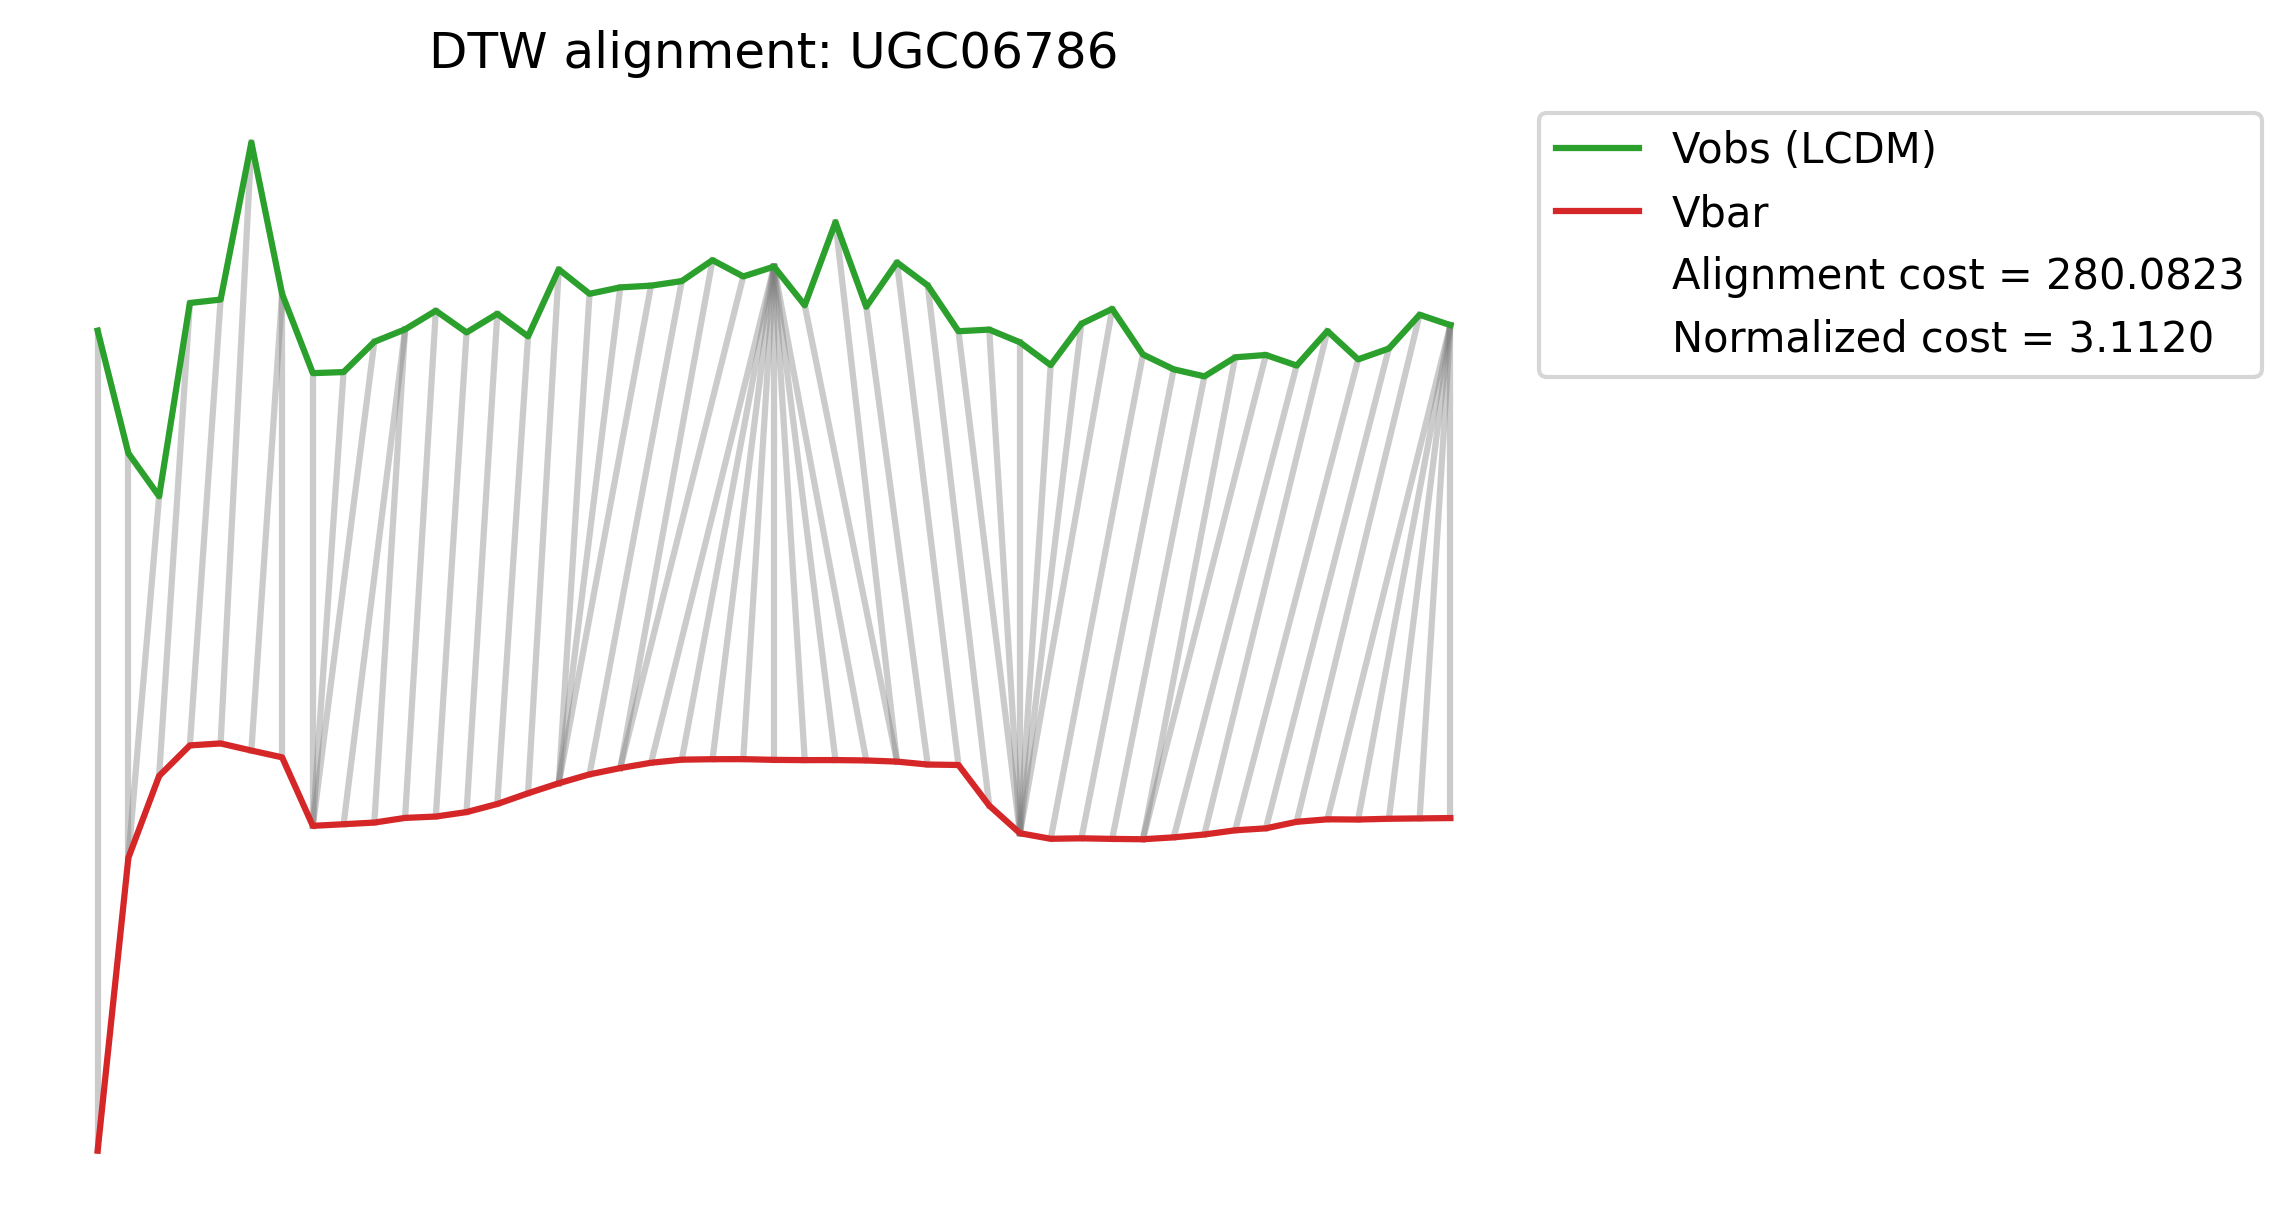 DTW alignment: UGC06786
Vobs (LCDM)
Vbar
Alignment cost = 280.0823
Normalized cost = 3.1120